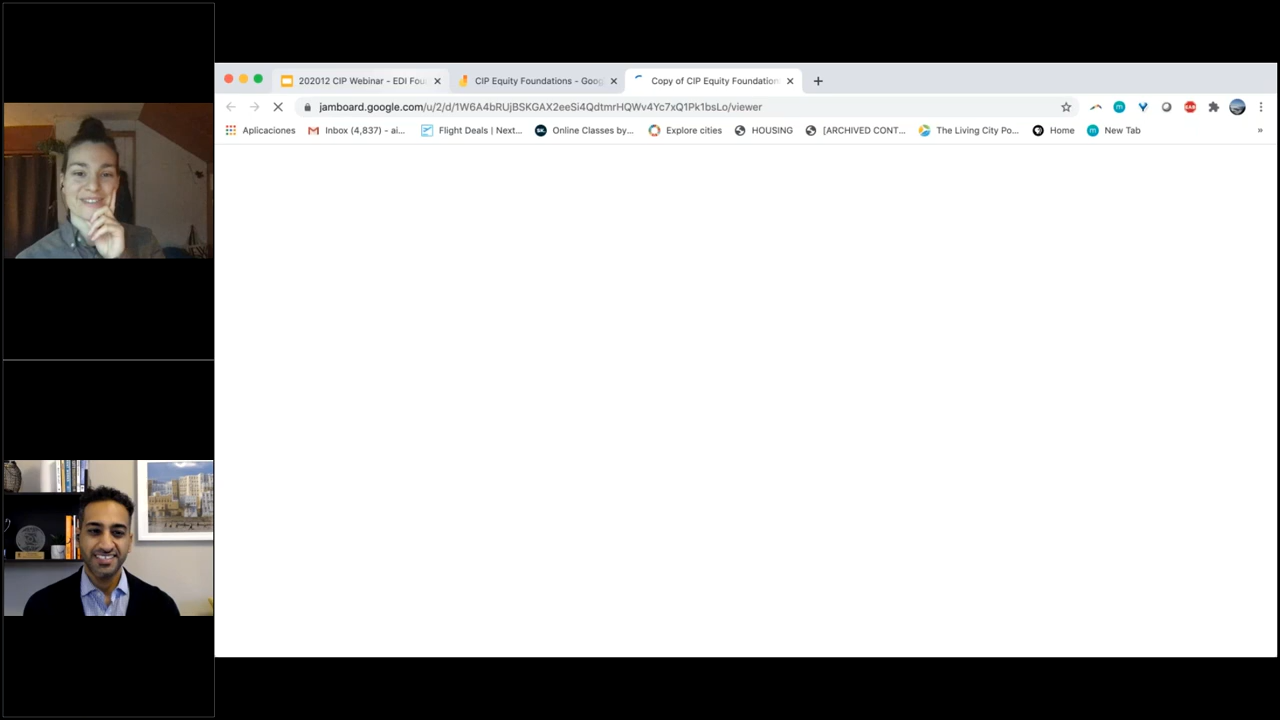 202012 CIP Webinar - EDI Fou
CIP Equity Foundations - Goog
Copy of CIP Equity Foundation
jamboard.google.com/u/2/d/1W6A4bRUjBSKGAX2eeSi4QdtmrHQWv4Yc7xQ1Pk1bsLo/viewer
Aplicaciones
Inbox (4,837) - ai...
Flight Deals | Next...
Online Classes by...
Explore cities
HOUSING
[ARCHIVED CONT...
The Living City Po...
Home
New Tab